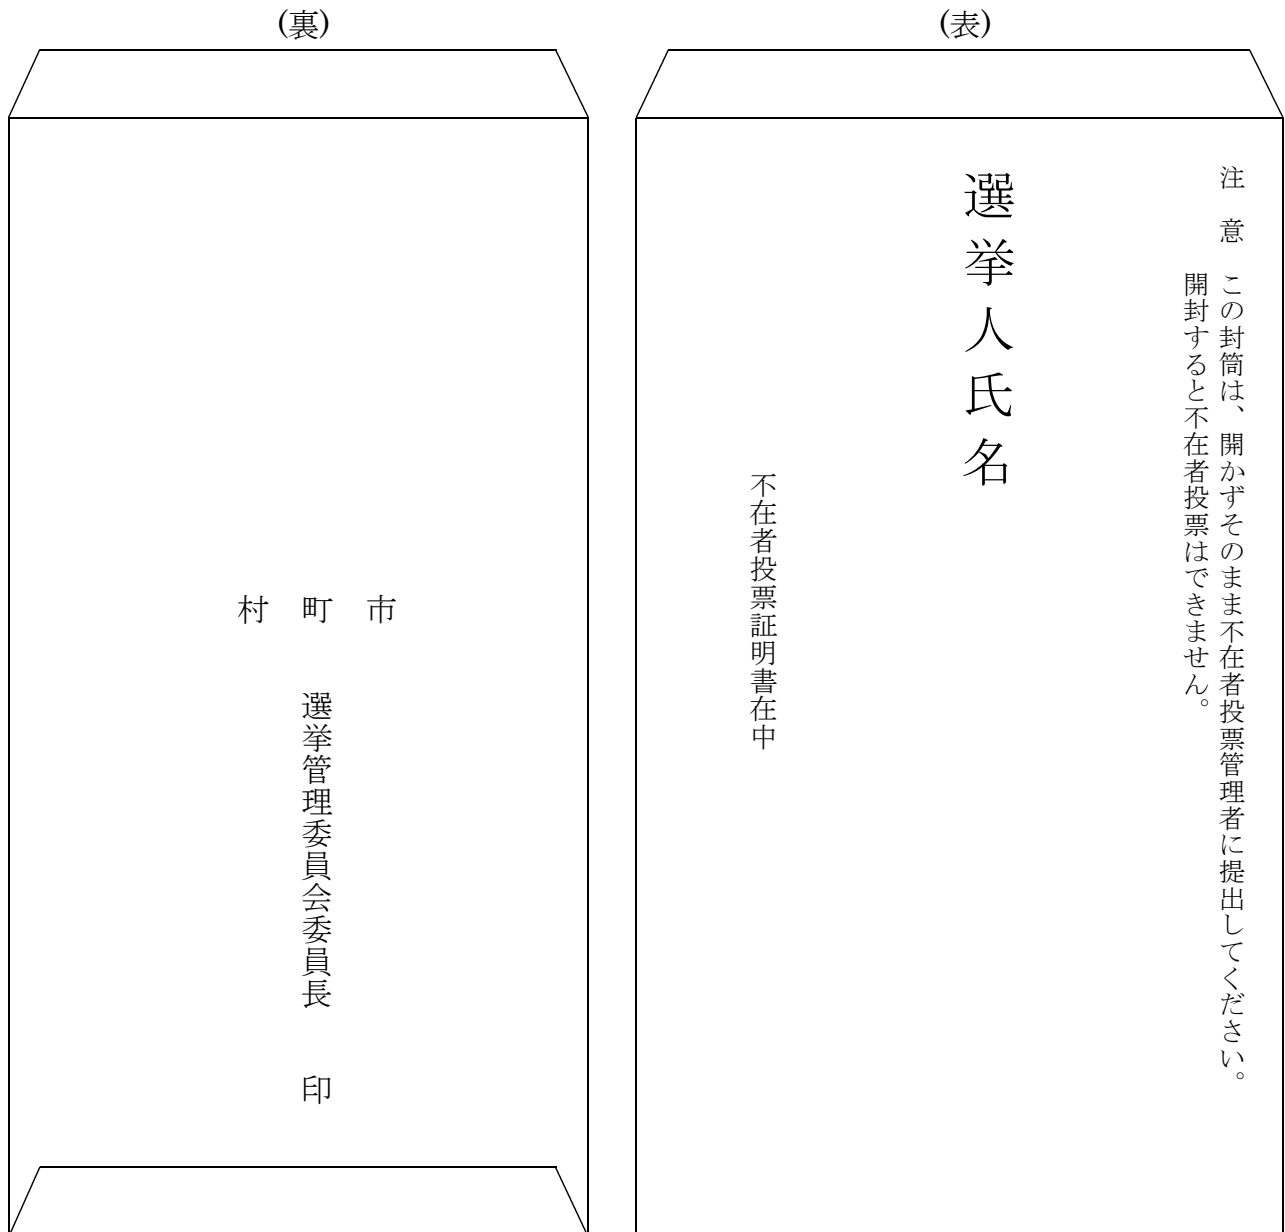 (表)
注　意　この封筒は、開かずそのまま不在者投票管理者に提出してください。
開封すると不在者投票はできません。
選挙人氏名
不在者投票証明書在中
(裏)
市
町　選挙管理委員会委員長　印
村